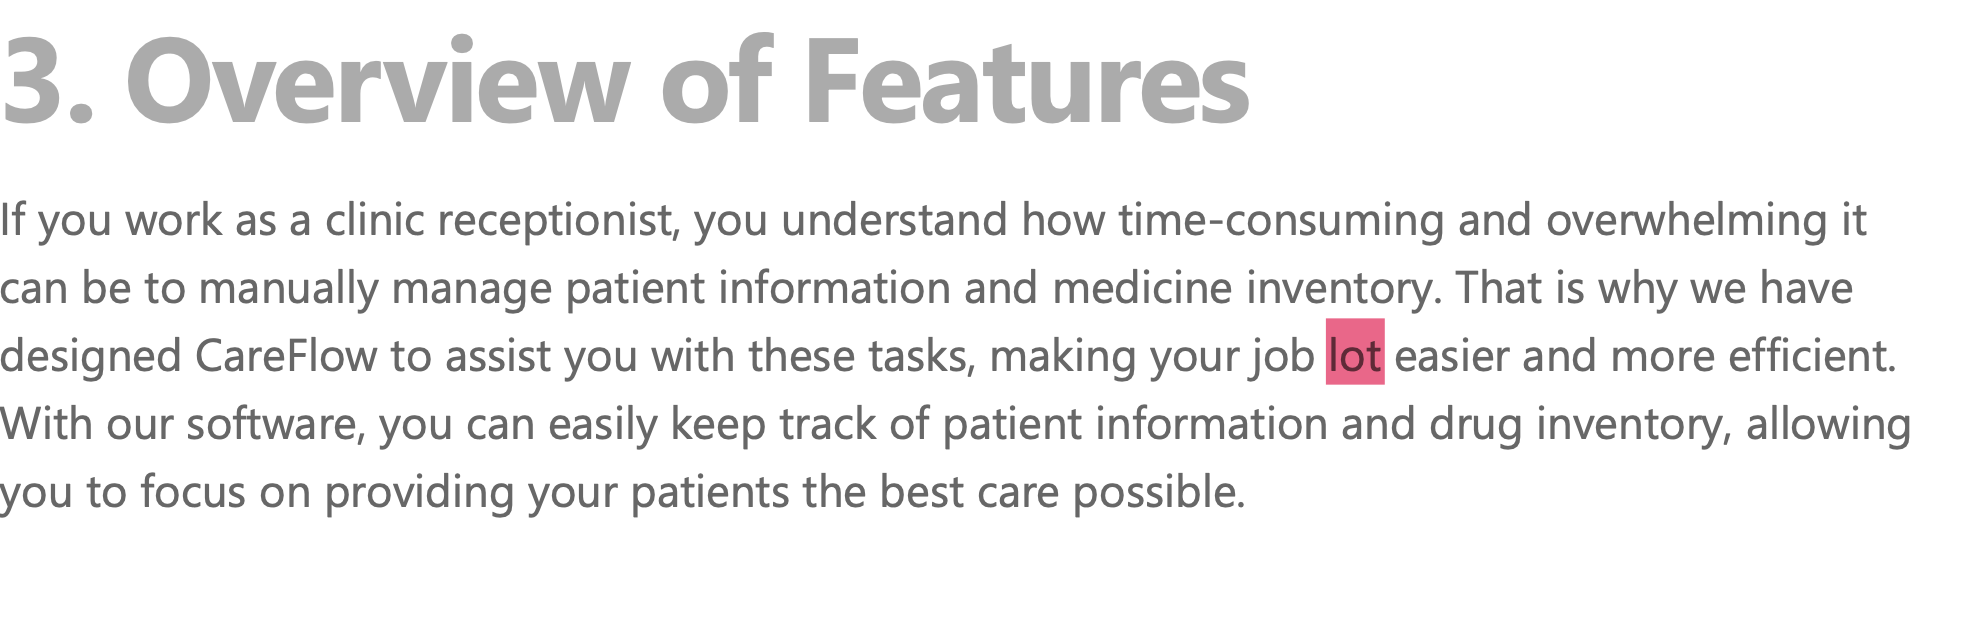 3. Overview of Features
If you work as a clinic receptionist, you understand how time-consuming and overwhelming it
can be to manually manage patient information and medicine inventory. That is why we have
designed CareFlow to assist you with these tasks, making your job lot easier and more efficient.
With our software, you can easily keep track of patient information and drug inventory, allowing
you to focus on providing your patients the best care possible.